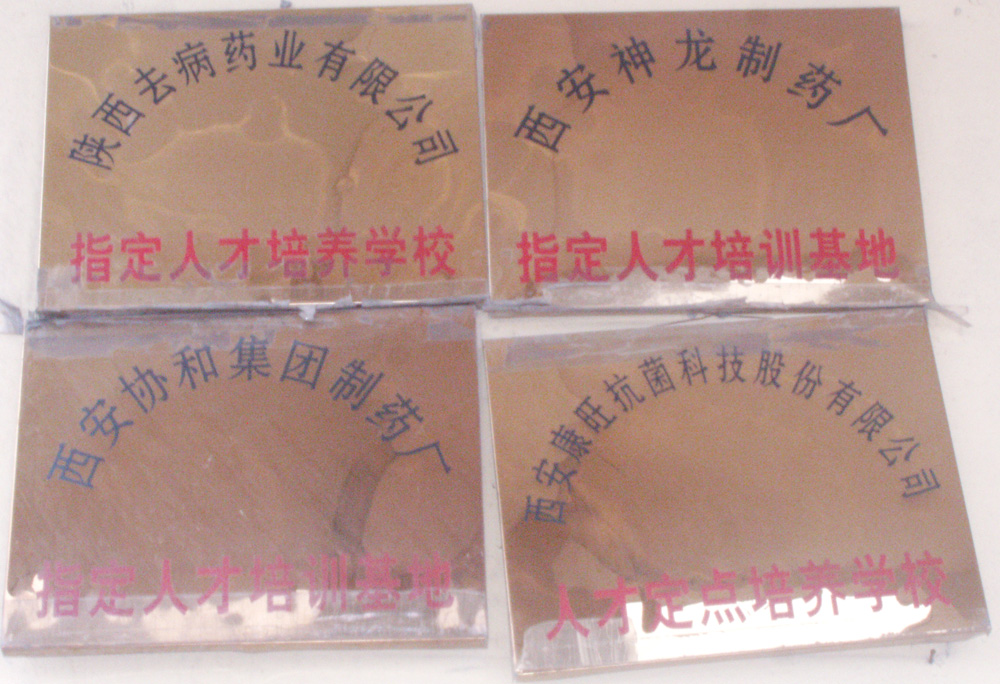 陕西去病药业有限公司
指定人才培养学校
西安神龙制药厂
指定人才培训基地
西安协和集团制药厂
指定人才培训基地
西安康旺抗菌科技股份有限公司
人才定点培养学校